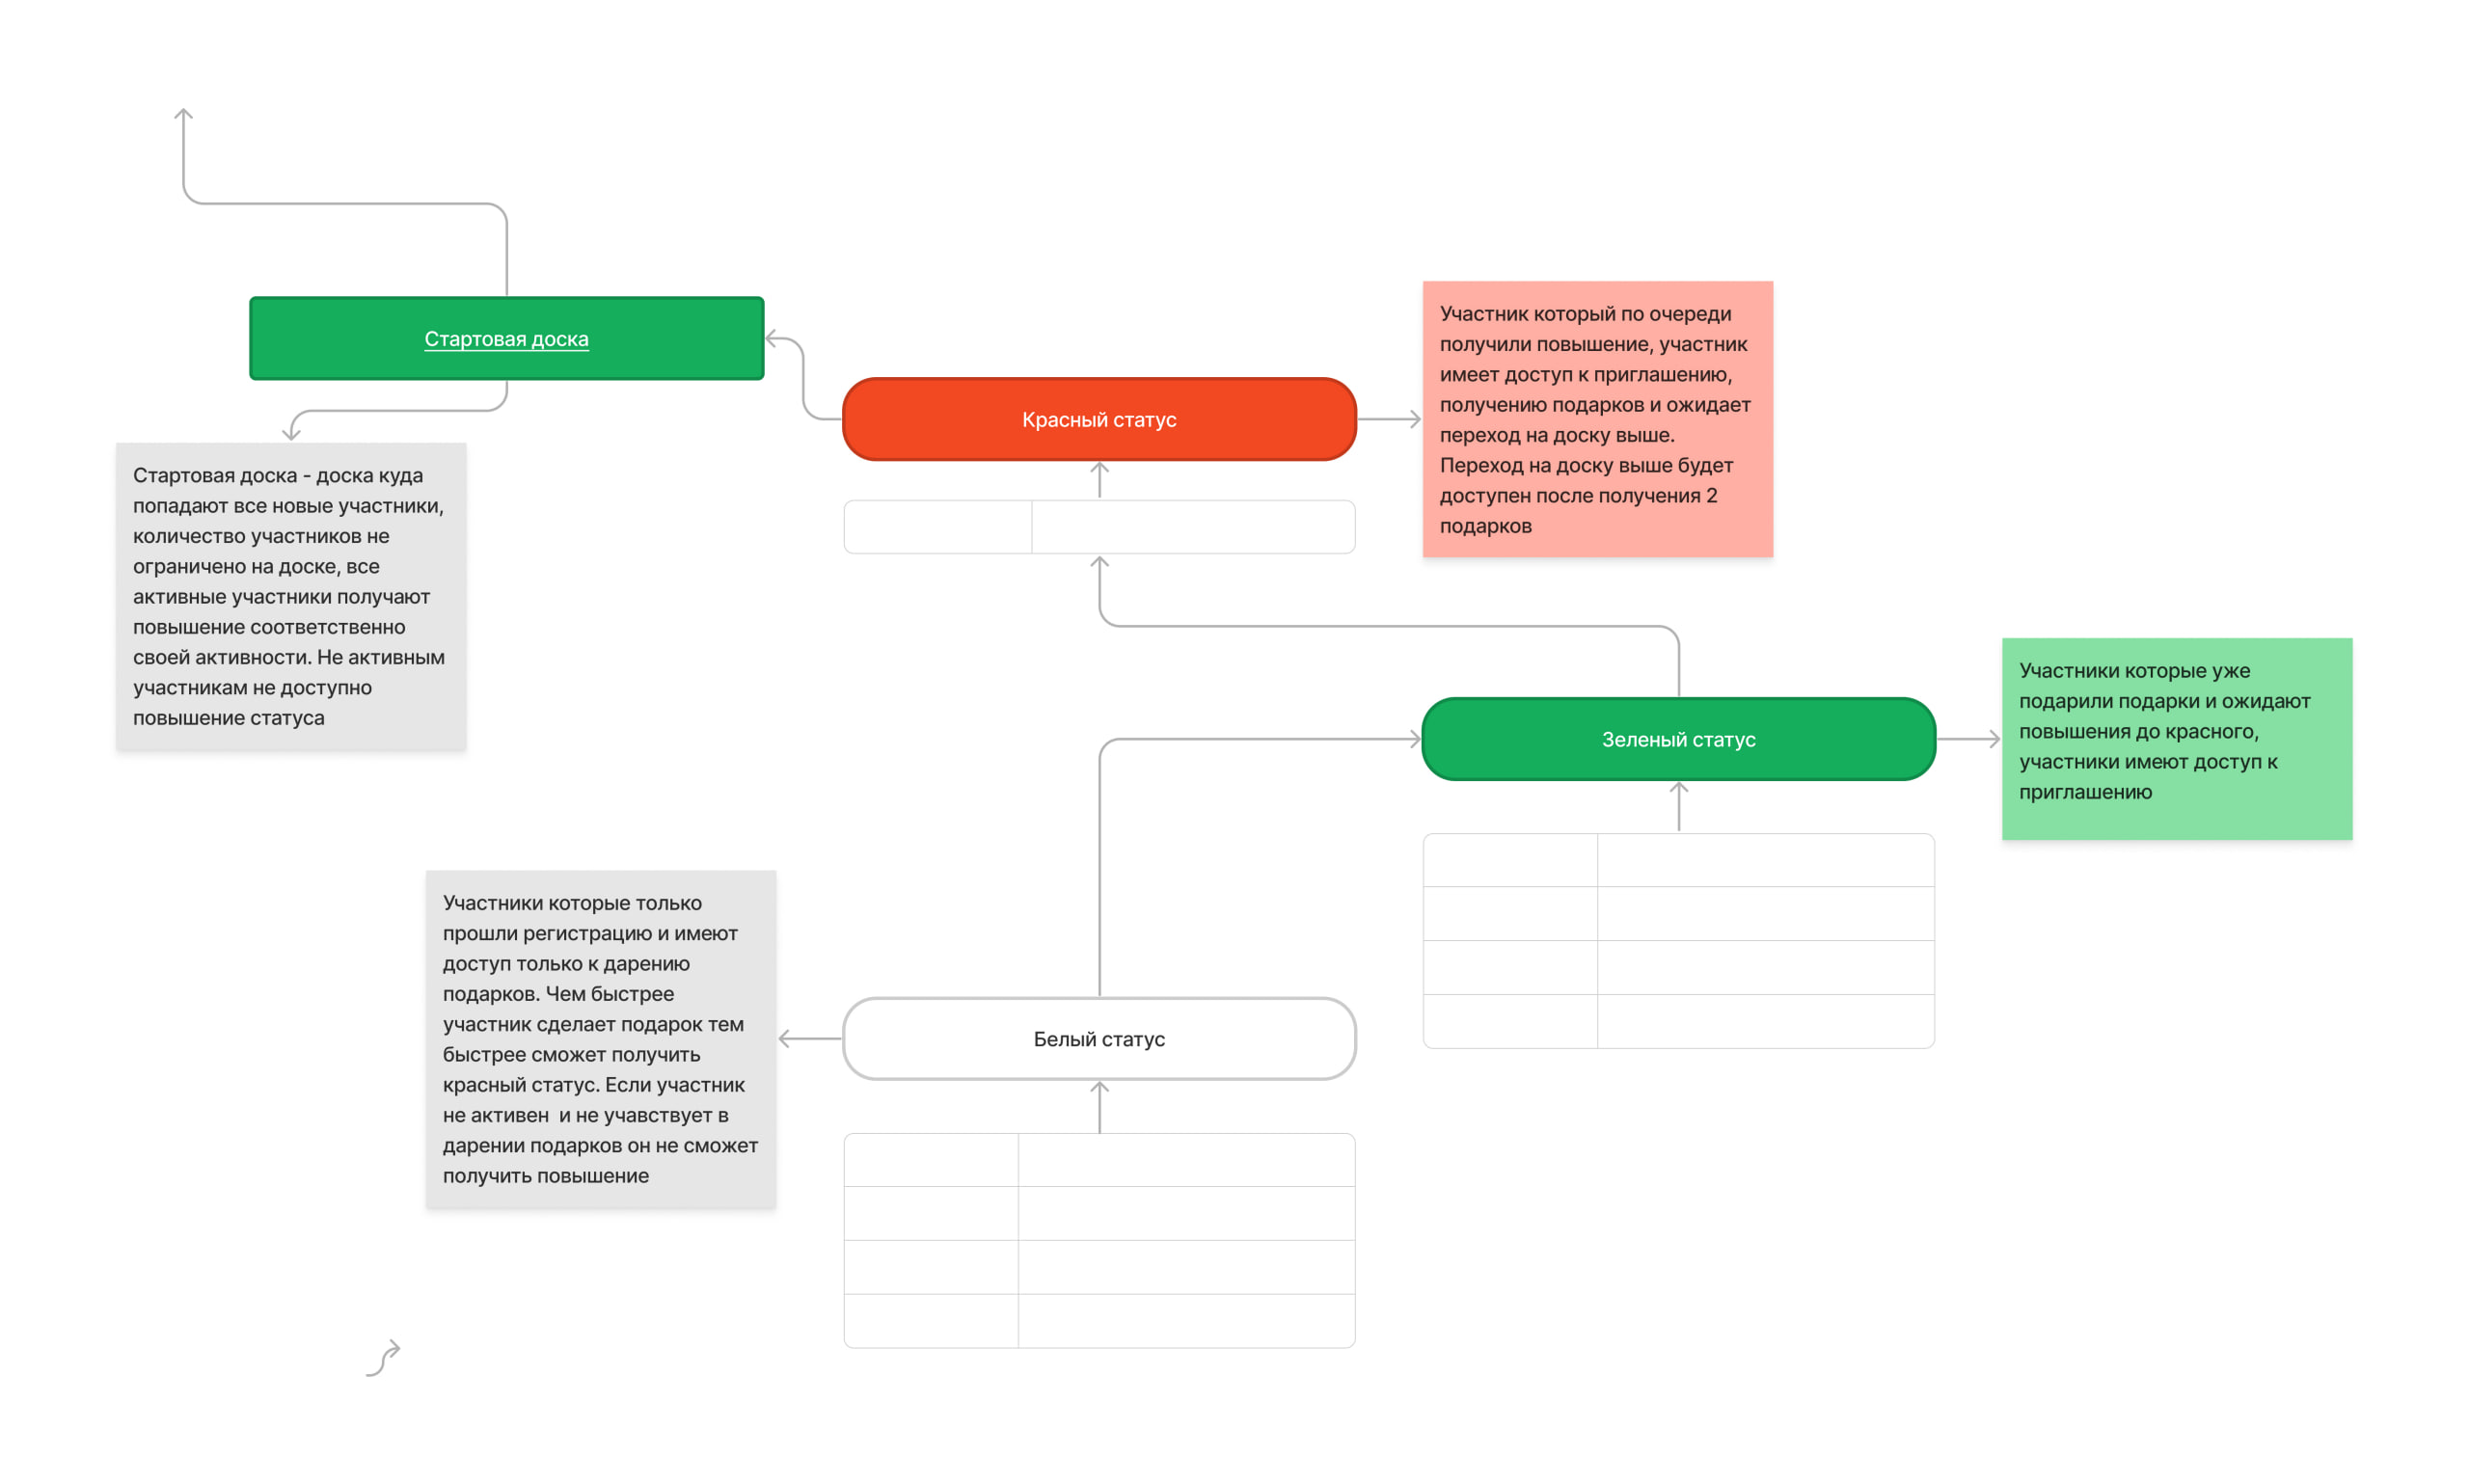 Стартовая доска
Красный статус
Участник который по очереди
получили повышение, участник
имеет доступ к приглашению,
получению подарков и ожидает
переход на доску выше.
Переход на доску выше будет
доступен после получения 2
подарков
Стартовая доска - доска куда
попадают все новые участники,
количество участников не
ограничено на доске, все
активные участники получают
повышение соответственно
своей активности. Не активным
участникам не доступно
повышение статуса
Зеленый статус
Участники которые уже
подарили подарки и ожидают
повышения до красного,
участники имеют доступ к
приглашению
Участники которые только
прошли регистрацию и имеют
доступ только к дарению
подарков. Чем быстрее
участник сделает подарок тем
быстрее сможет получить
красный статус. Если участник
не активен  и не учавствует в
дарении подарков он не сможет
получить повышение
Белый статус